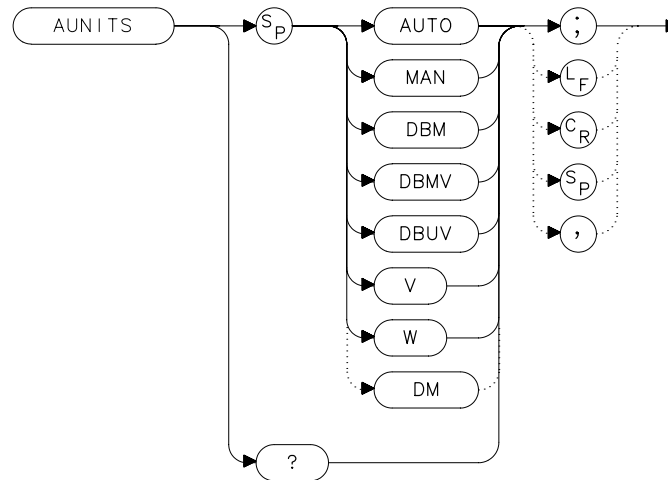 AUNITS SP AUTO ;
MAN LF
DBM CR
DBMV SP
DBUV ,
V
W
DM
?